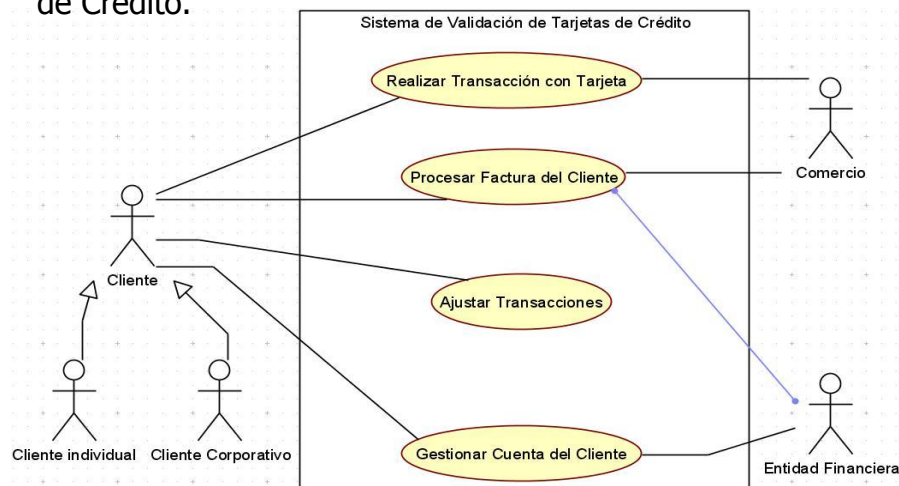 de Crédito.
Sistema de Validación de Tarjetas de Crédito
Realizar Transacción con Tarjeta
Procesar Factura del Cliente
Comercio
Cliente
Ajustar Transacciones
Cliente individual
Cliente Corporativo
Gestionar Cuenta del Cliente
Entidad Financiera